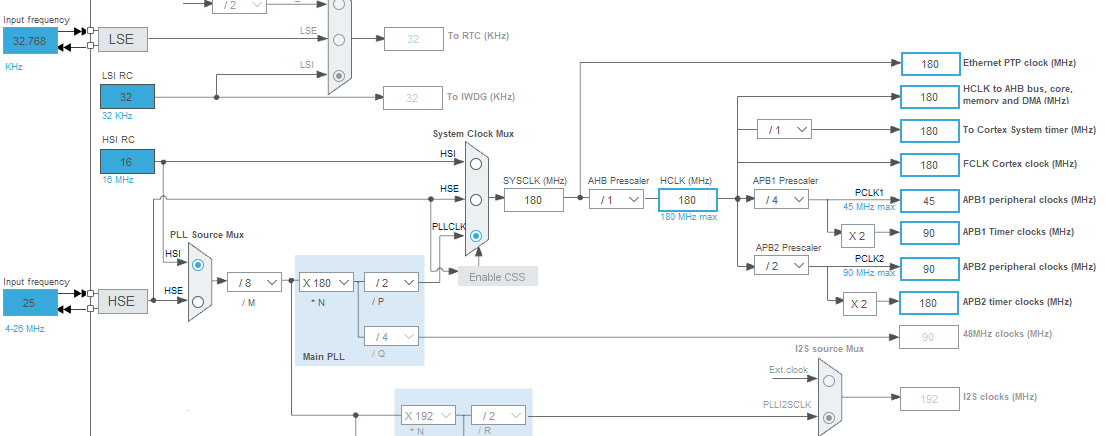 / 2
Input frequency
32.768
KHz
LSE
LSE
LSI
32
To RTC (KHz)
LSI RC
32
32 KHz
32
To IWDG (KHz)
HSI RC
16
16 MHz
System Clock Mux
HSI
HSE
PLLCLK
SYSCLK (MHz)
180
AHB Prescaler
/ 1
HCLK (MHz)
180
180 MHz max
180
Ethernet PTP clock (MHz)
180
HCLK to AHB bus, core,
memory and DMA (MHz)
/ 1
180
To Cortex System timer (MHz)
180
FCLK Cortex clock (MHz)
APB1 Prescaler
/ 4
PCLK1
45 MHz max
45
APB1 peripheral clocks (MHz)
X 2
90
APB1 Timer clocks (MHz)
APB2 Prescaler
/ 2
PCLK2
90 MHz max
90
APB2 peripheral clocks (MHz)
X 2
180
APB2 timer clocks (MHz)
Enable CSS
PLL Source Mux
HSI
HSE
Input frequency
25
4-26 MHz
HSE
/ 8
/ M
X 180
* N
/ 2
/ P
/ 4
/ Q
Main PLL
90
48MHz clocks (MHz)
I2S source Mux
Ext.clock
PLLI2SCLK
192
I2S clocks (MHz)
X 192
* N
/ 2
/ R